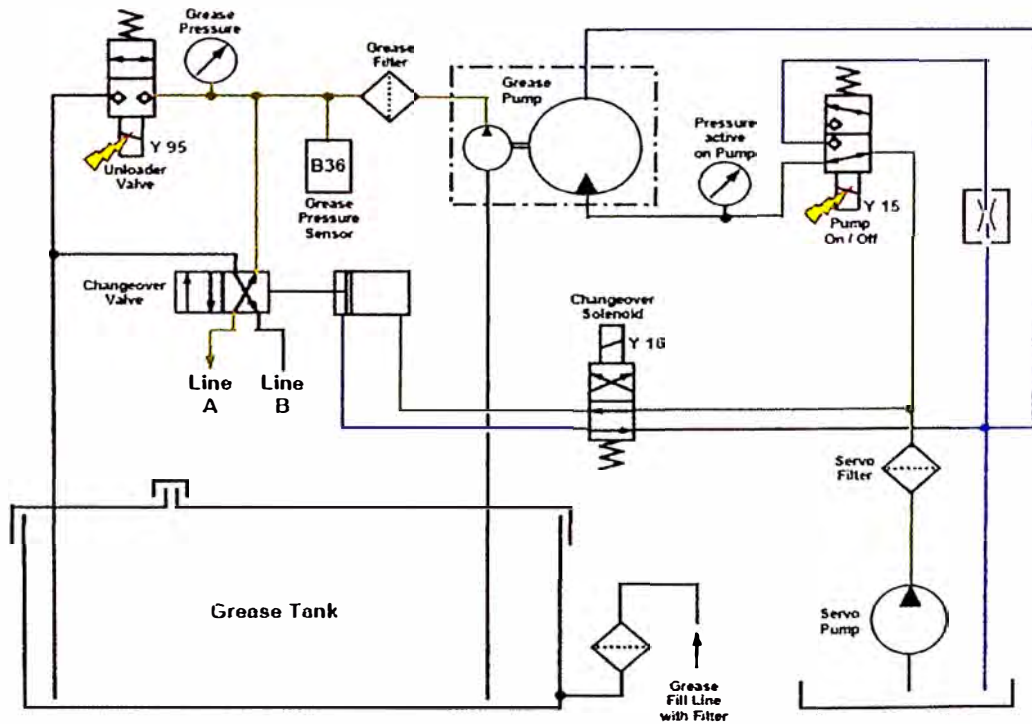 Grease
Pressure
Y 95
Unloader
Valve
Grease
Filter
B36
Grease
Pressure
Sensor
Grease
Pump
Pressure
active
on Pump
Y 15
Pump
On / Off
Changeover
Valve
Line
A
Line
B
Changeover
Solenoid
Y 16
Servo
Filter
Grease Tank
Servo
Pump
Grease
Fill Line
with Filter